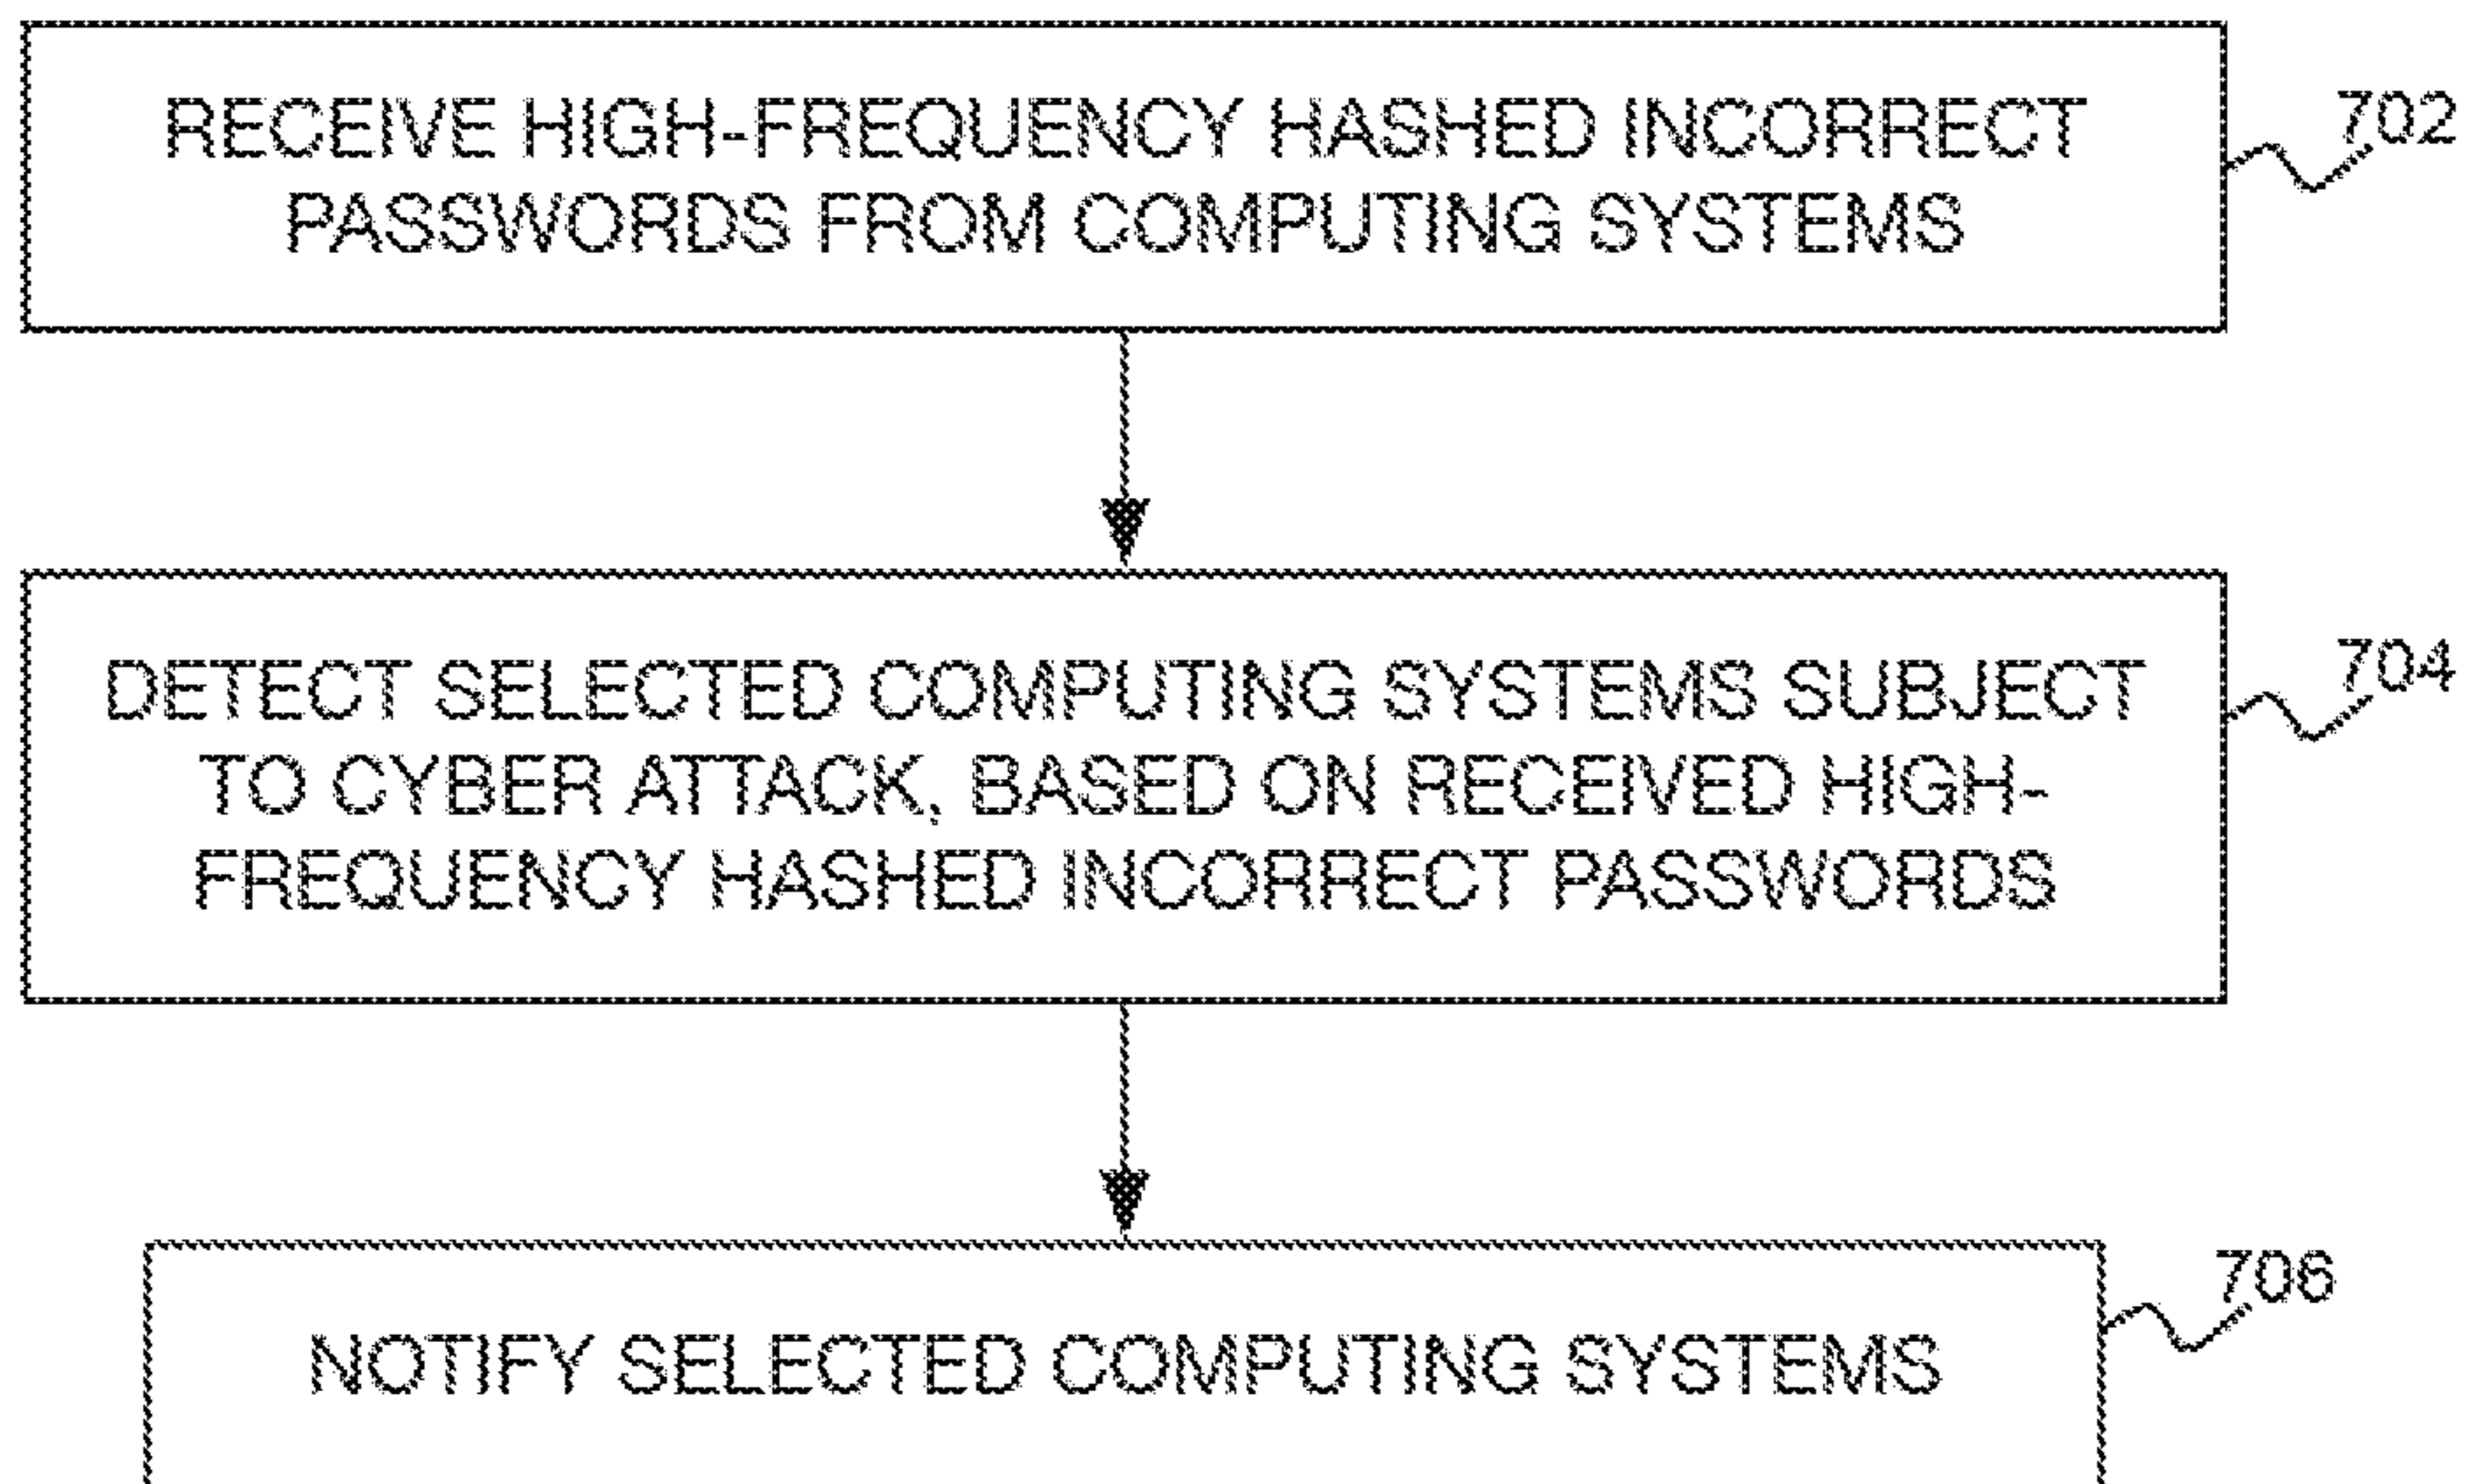 RECEIVE HIGH-FREQUENCY HASHED INCORRECT
PASSWORDS FROM COMPUTING SYSTEMS
702
DETECT SELECTED COMPUTING SYSTEMS SUBJECT
TO CYBER ATTACK, BASED ON RECEIVED HIGH-
FREQUENCY HASHED INCORRECT PASSWORDS
704
NOTIFY SELECTED COMPUTING SYSTEMS
706